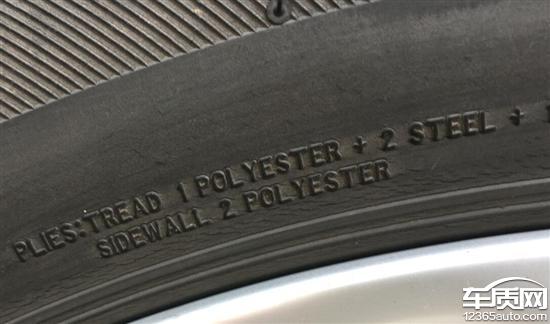 PLIES:TREAD 1 POLYESTER + 2 STEEL +
SIDEWALL 2 POLYESTER
车质网
12365auto.com